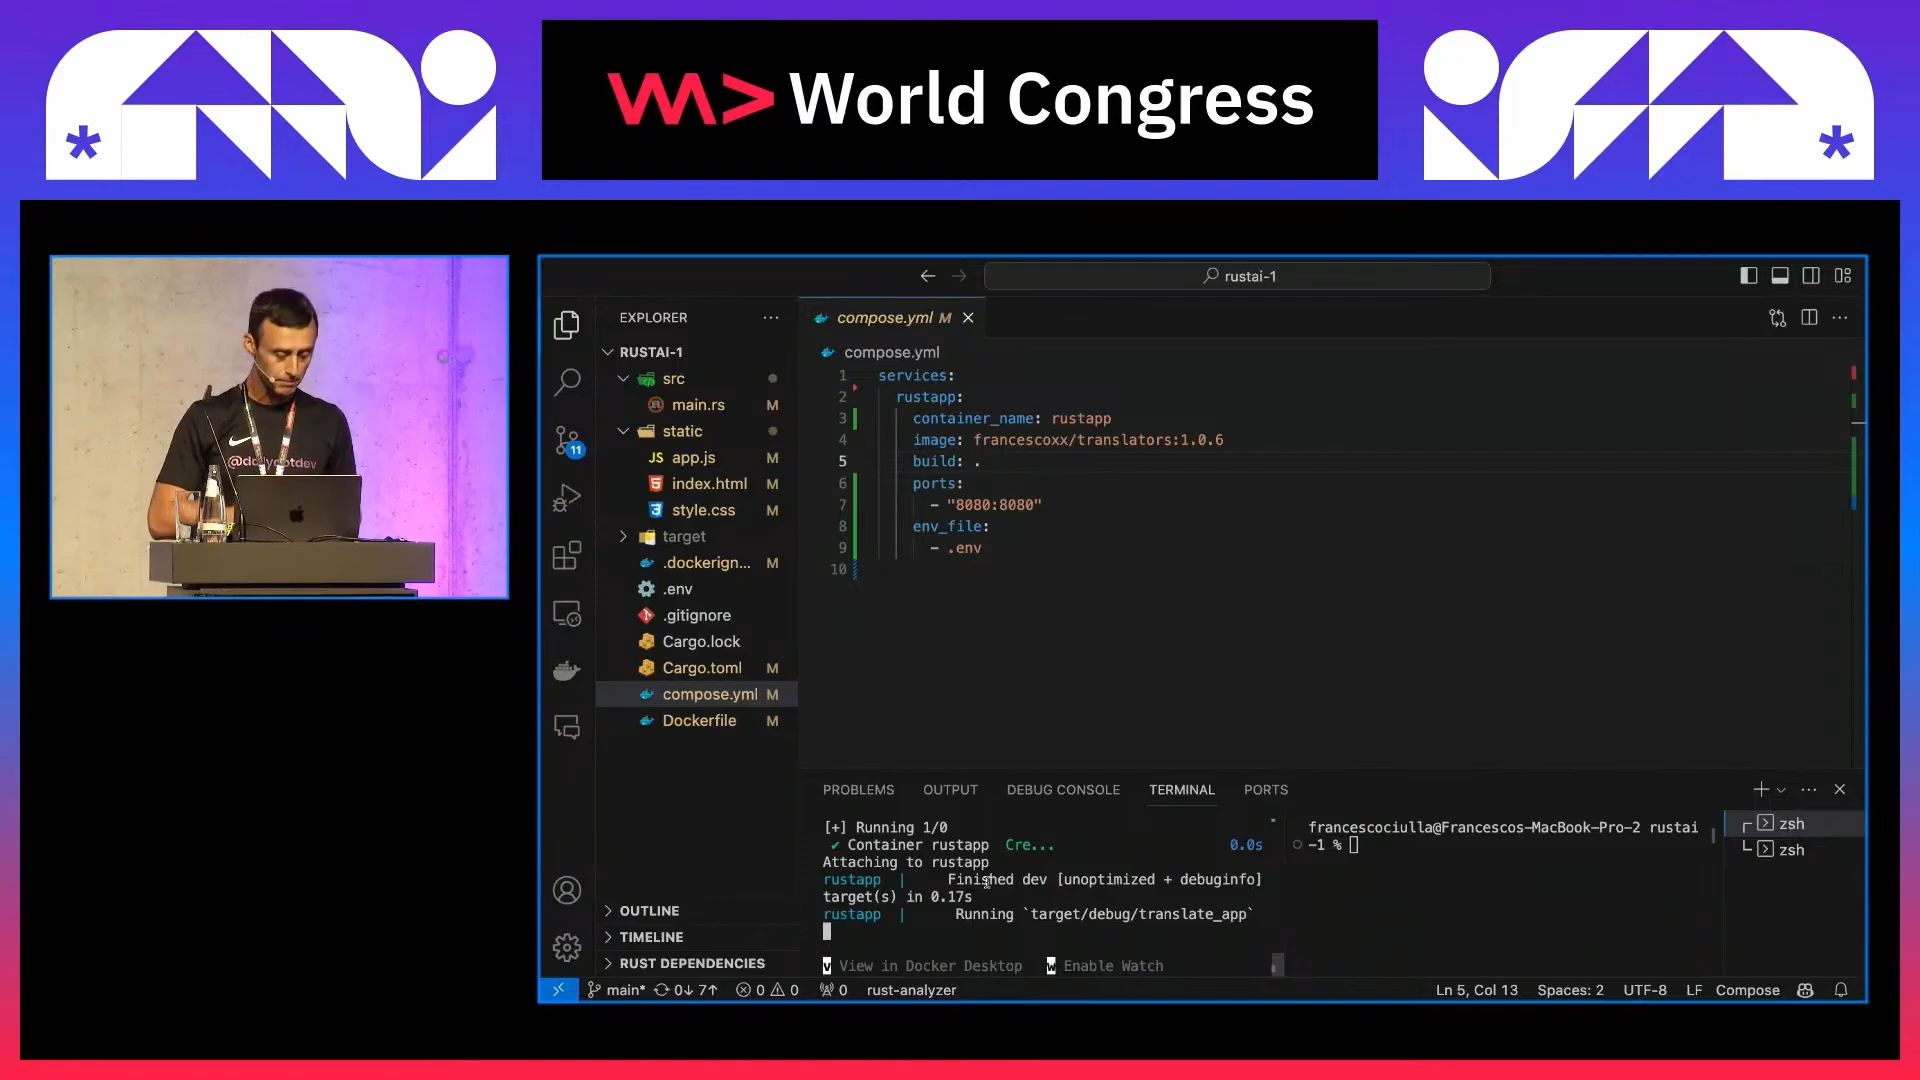 World Congress
@dailydotdev
rustai-1
EXPLORER
RUSTAI-1
src
main.rs M
static
JS app.js M
index.html M
style.css M
target
.dockerign... M
.env
.gitignore
Cargo.lock
Cargo.toml M
compose.yml M
Dockerfile M
OUTLINE
TIMELINE
RUST DEPENDENCIES
11
compose.yml M
compose.yml
1 services:
2 rustapp:
3 container_name: rustapp
4 image: francescoxx/translators:1.0.6
5 build: .
6 ports:
7 - "8080:8080"
8 env_file:
9 - .env
10
PROBLEMS OUTPUT DEBUG CONSOLE TERMINAL PORTS
[+] Running 1/0
✔ Container rustapp Cre... 0.0s
Attaching to rustapp
rustapp | Finished dev [unoptimized + debuginfo]
target(s) in 0.17s
rustapp | Running `target/debug/translate_app`
v View in Docker Desktop w Enable Watch
francescociulla@Francescos-MacBook-Pro-2 rustai
-1 %
zsh
zsh
main* 0↓ 7↑ 0 0 0 rust-analyzer
Ln 5, Col 13 Spaces: 2 UTF-8 LF Compose